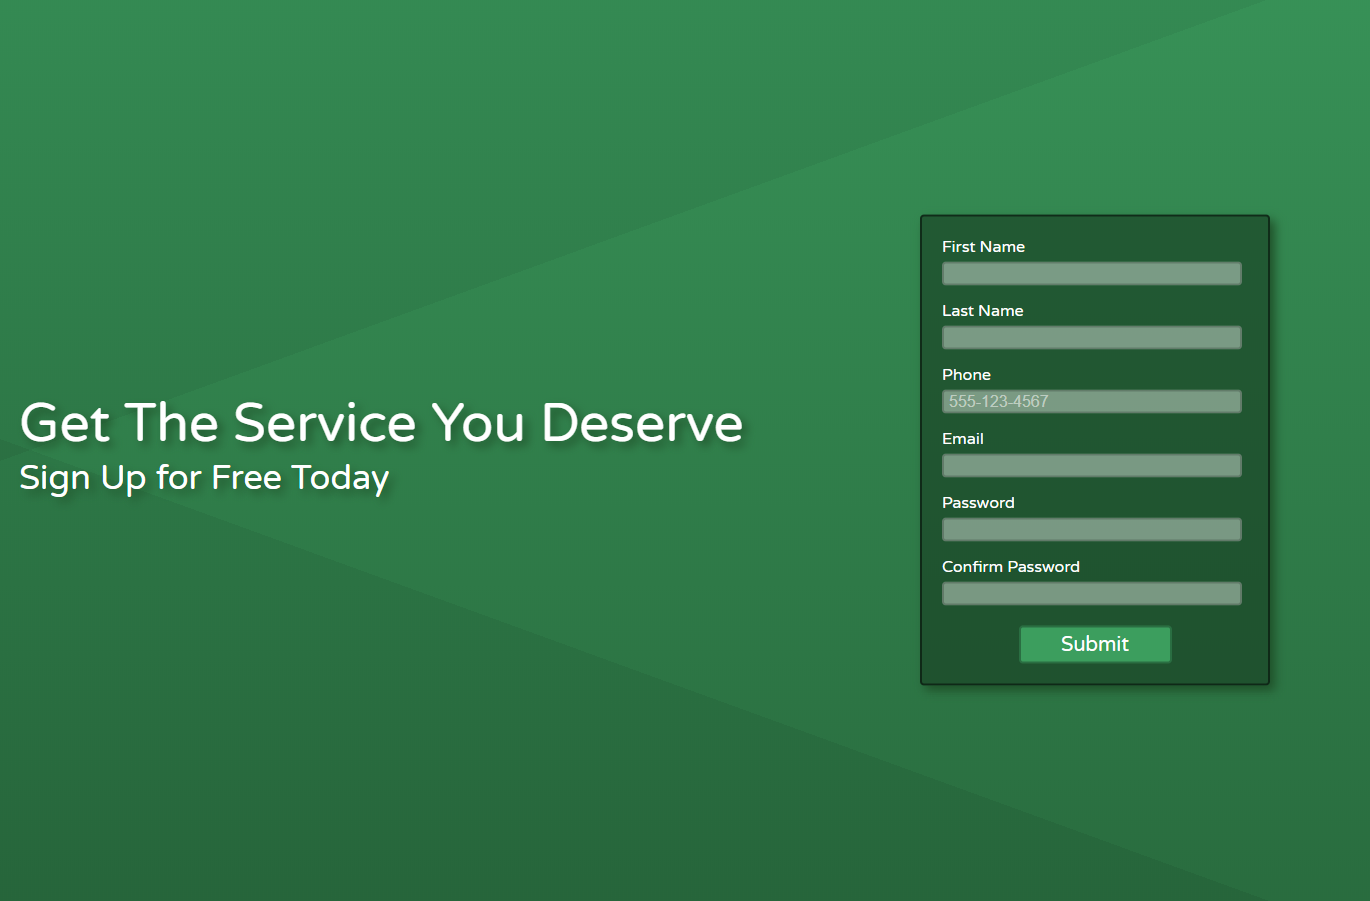 Get The Service You Deserve
Sign Up for Free Today
First Name
Last Name
Phone
555-123-4567
Email
Password
Confirm Password
Submit